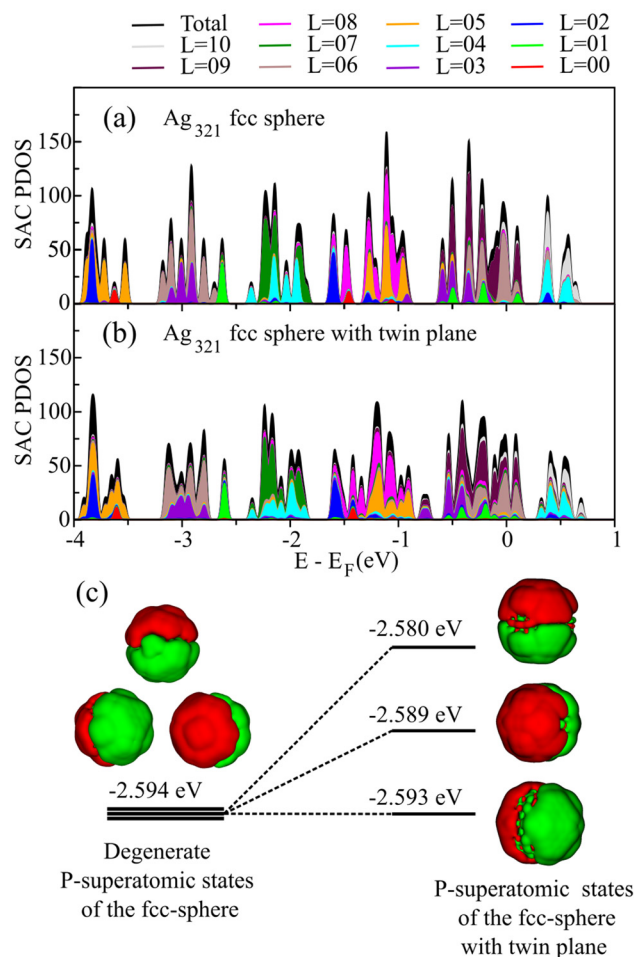 Total L=08 L=05 L=02
L=10 L=07 L=04 L=01
L=09 L=06 L=03 L=00
(a) Ag321 fcc sphere
SAC PDOS
150
100
50
0
(b) Ag321 fcc sphere with twin plane
SAC PDOS
150
100
50
0
-4 -3 -2 -1 0 1
E - EF(eV)
(c)
-2.580 eV
-2.589 eV
-2.594 eV
-2.593 eV
Degenerate
P-superatomic states
of the fcc-sphere
P-superatomic states
of the fcc-sphere
with twin plane